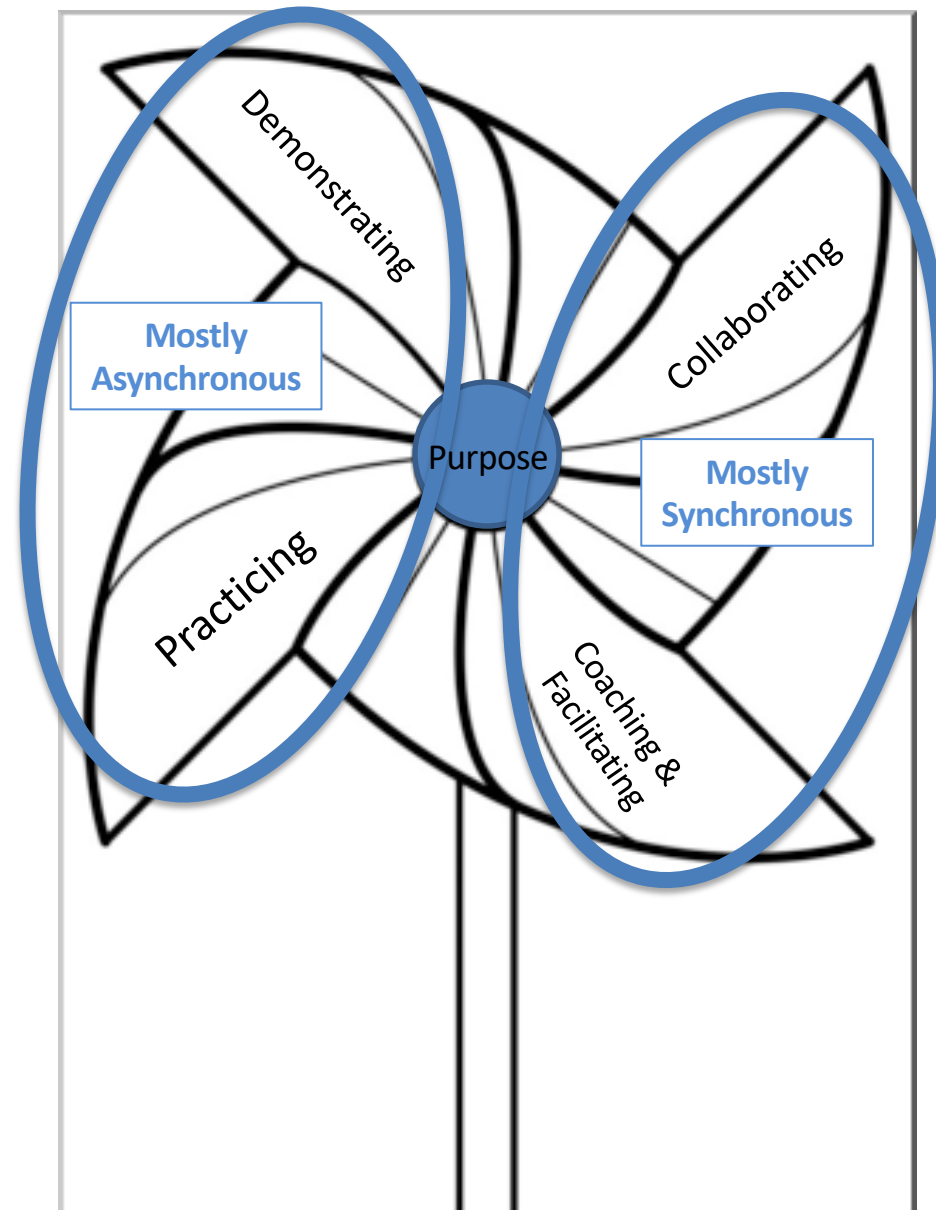 Demonstrating
Collaborating
Mostly
Asynchronous
Purpose
Mostly
Synchronous
Practicing
Coaching &
Facilitating